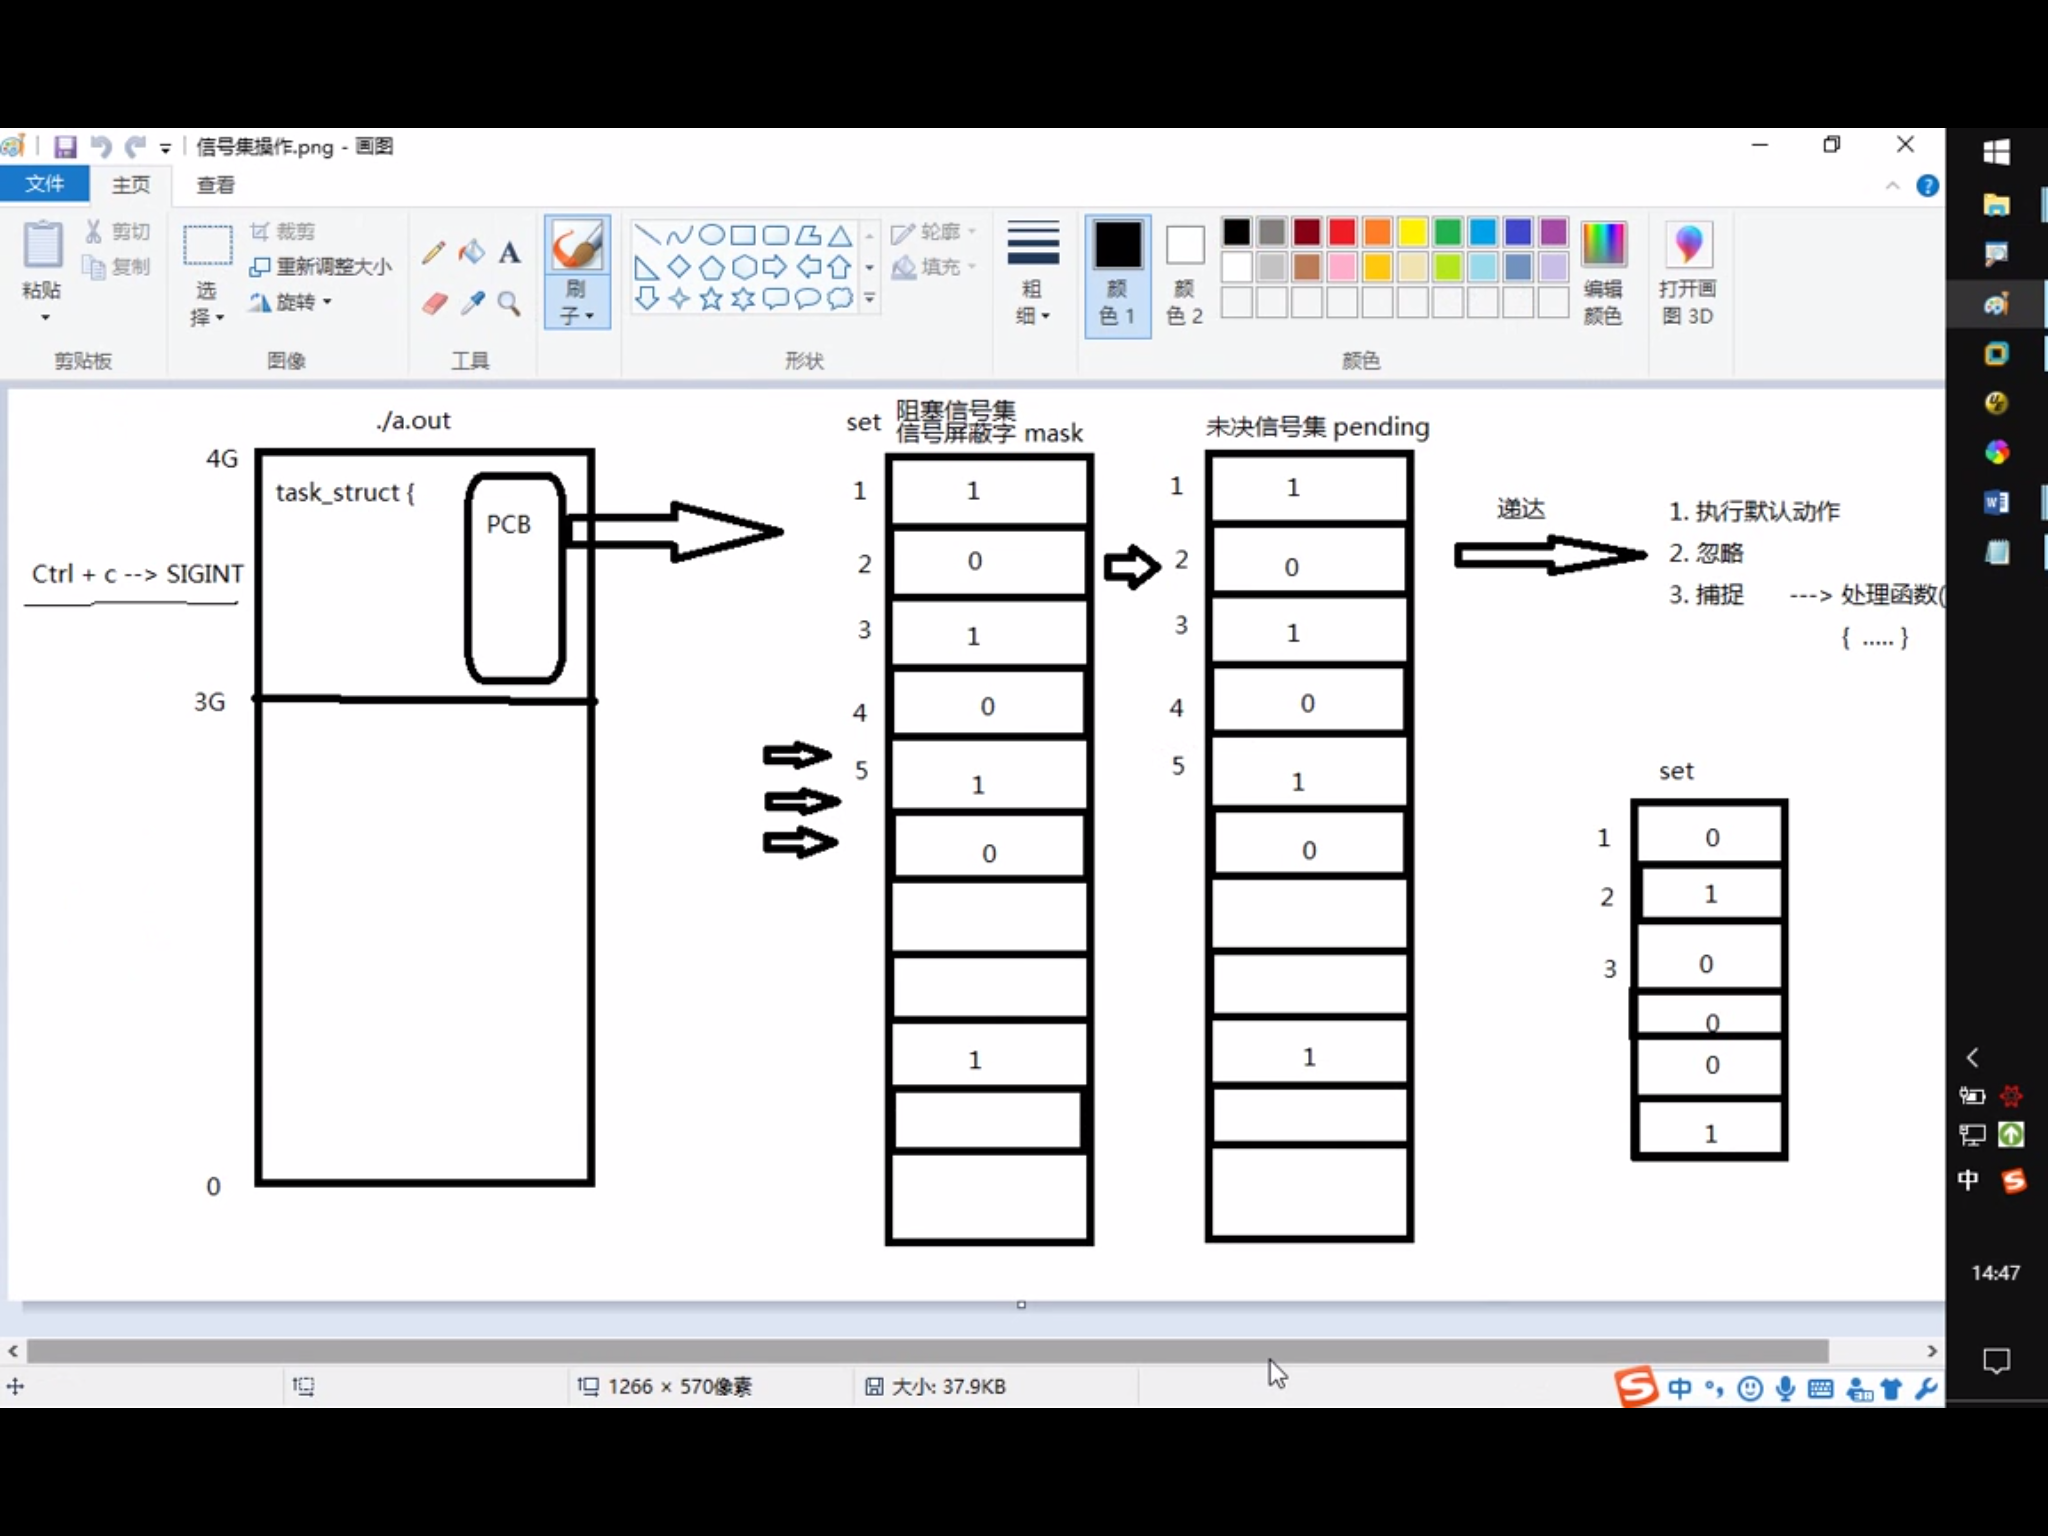 信号集操作.png - 画图
文件
主页
查看
粘贴
剪切
复制
剪贴板
选择
裁剪
重新调整大小
旋转
图像
A
工具
刷子
轮廓
填充
形状
粗细
颜色 1
颜色 2
编辑颜色
颜色
打开画图 3D
./a.out
4G
task_struct {
PCB
Ctrl + c --> SIGINT
3G
0
set
阻塞信号集
信号屏蔽字 mask
1 1
2 0
3 1
4 0
5 1
0
1
未决信号集 pending
1 1
2 0
3 1
4 0
5 1
0
1
递达
1. 执行默认动作
2. 忽略
3. 捕捉 ---> 处理函数(
{ ..... }
set
1 0
2 1
3 0
0
0
1
中
14:47
1266 × 570像素
大小: 37.9KB
中